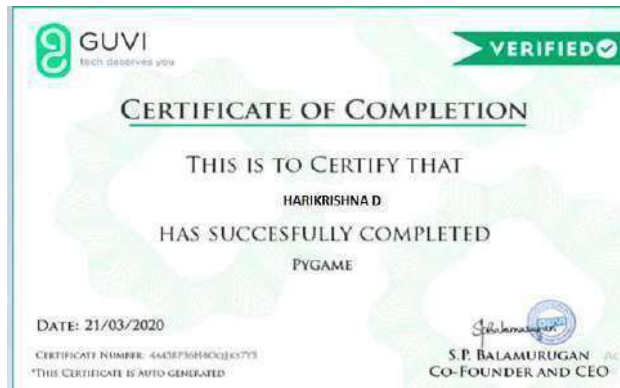 GUVI
tech deserves you
VERIFIED
CERTIFICATE OF COMPLETION
THIS IS TO CERTIFY THAT
HARIKRISHNA D
HAS SUCCESFULLY COMPLETED
PYGAME
DATE: 21/03/2020
CERTIFICATE NUMBER:
*THIS CERTIFICATE IS AUTO GENERATED
S.P. BALAMURUGAN
CO-FOUNDER AND CEO